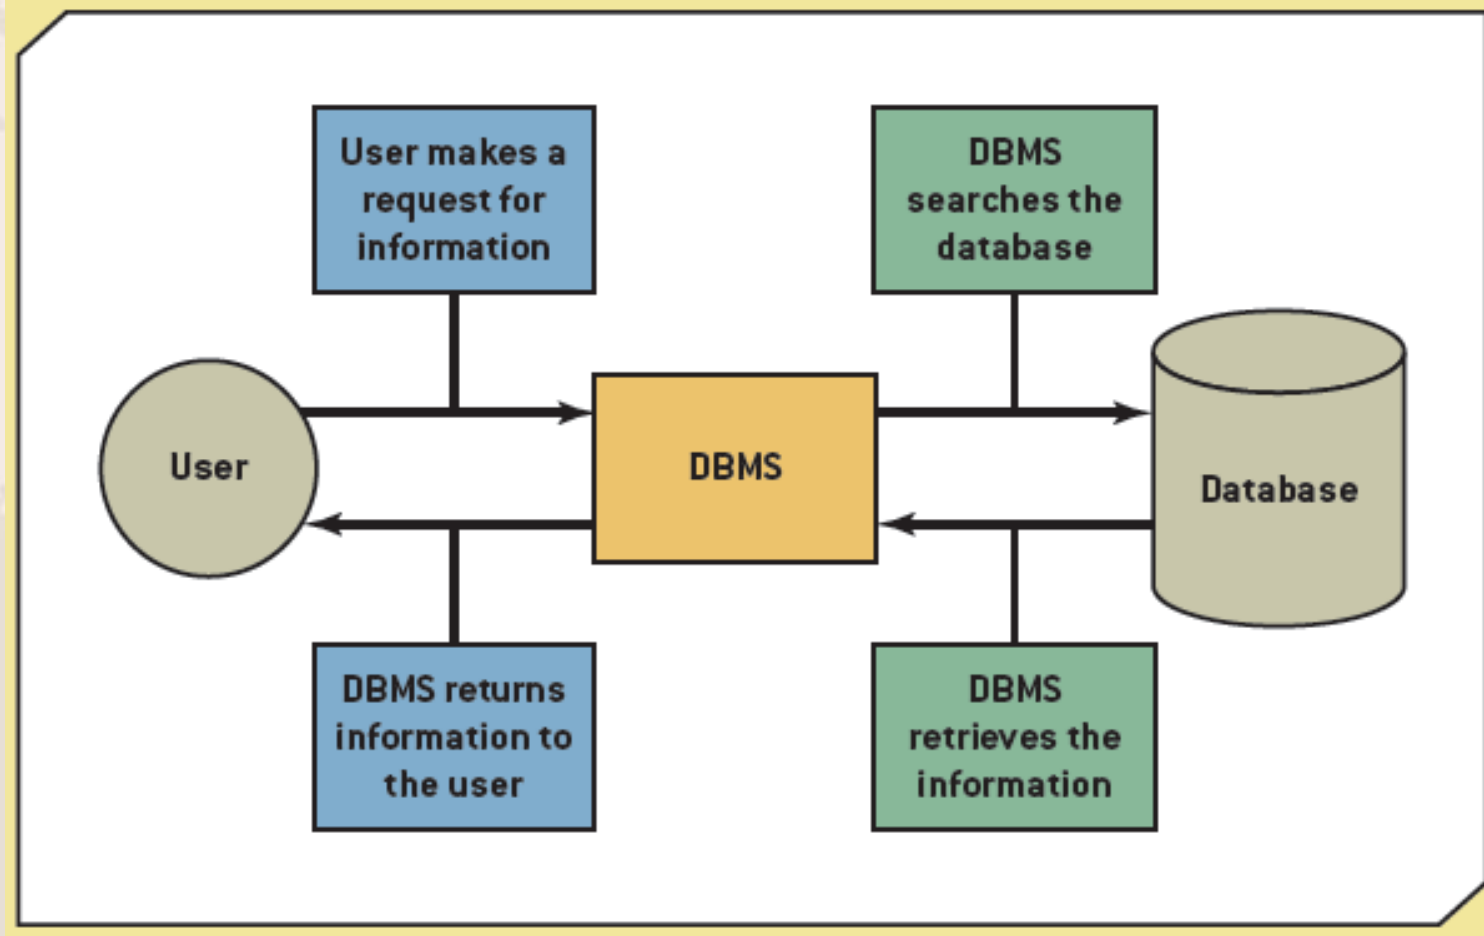 User makes a
request for
information
DBMS
searches the
database
User
DBMS
Database
DBMS returns
information to
the user
DBMS
retrieves the
information